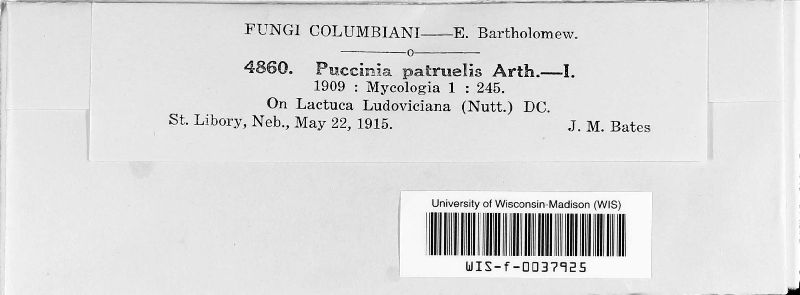 FUNGI COLUMBIANI—E. Bartholomew.
4860. Puccinia patruelis Arth.—I.
1909 : Mycologia 1 : 245.
On Lactuca Ludoviciana (Nutt.) DC.
St. Libory, Neb., May 22, 1915. J. M. Bates
University of Wisconsin-Madison (WIS)
WIS-f-0037925